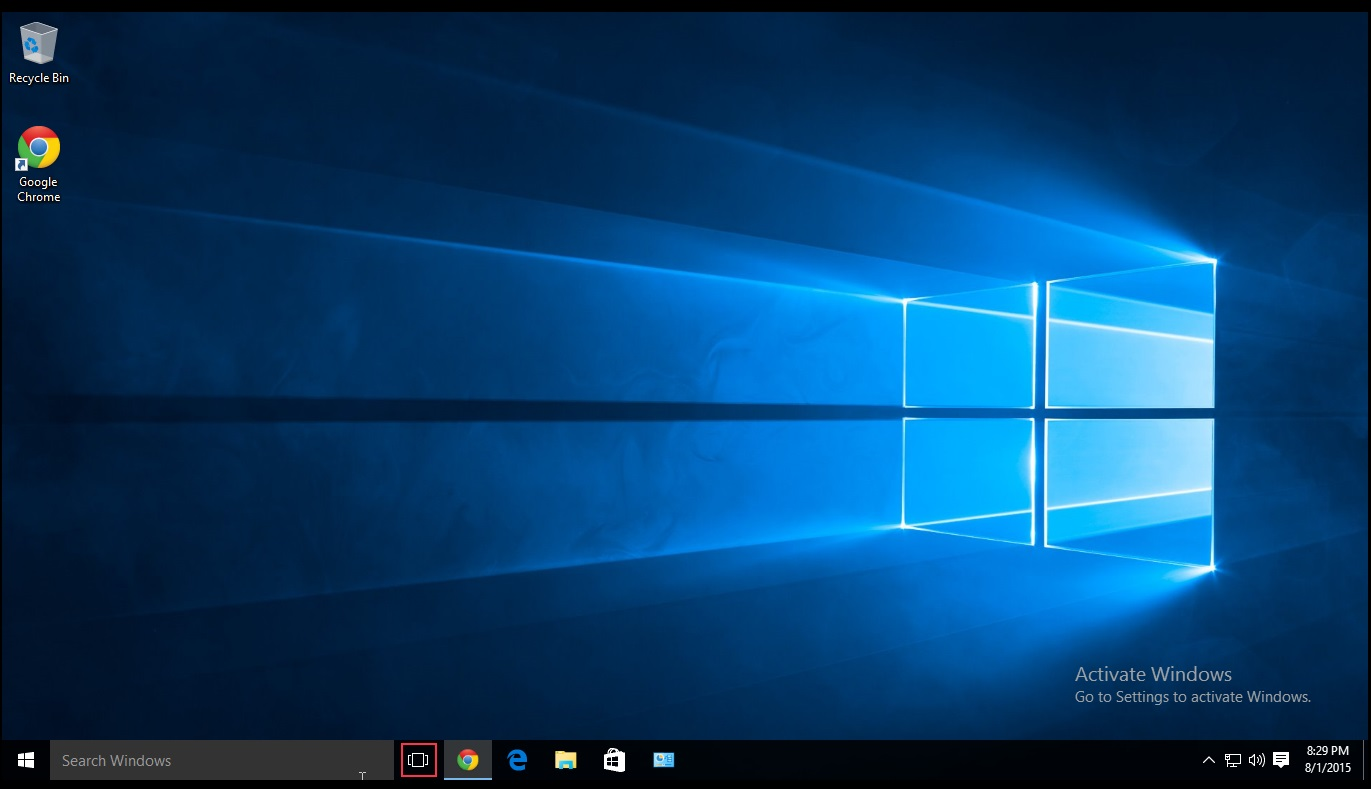 Recycle Bin
Google
Chrome
Activate Windows
Go to Settings to activate Windows.
Search Windows
8:29 PM
8/1/2015